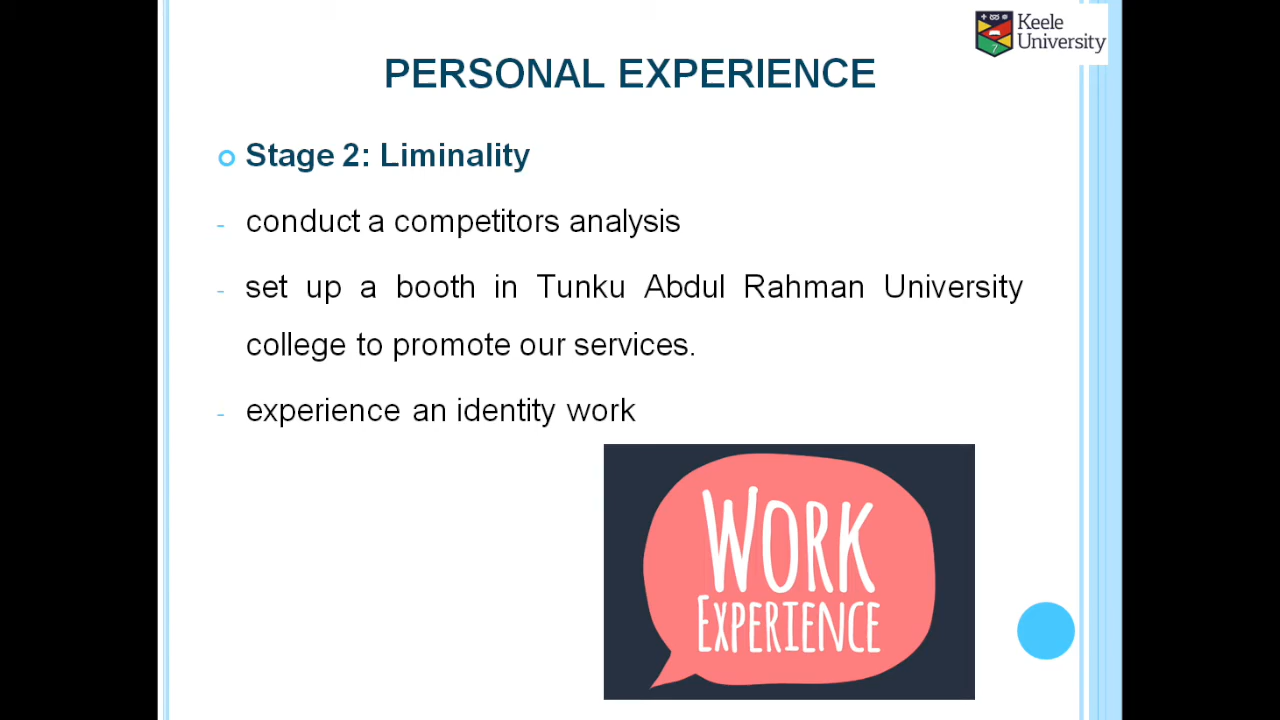 Keele
University
PERSONAL EXPERIENCE
Stage 2: Liminality
- conduct a competitors analysis
- set up a booth in Tunku Abdul Rahman University
college to promote our services.
- experience an identity work
WORK
EXPERIENCE